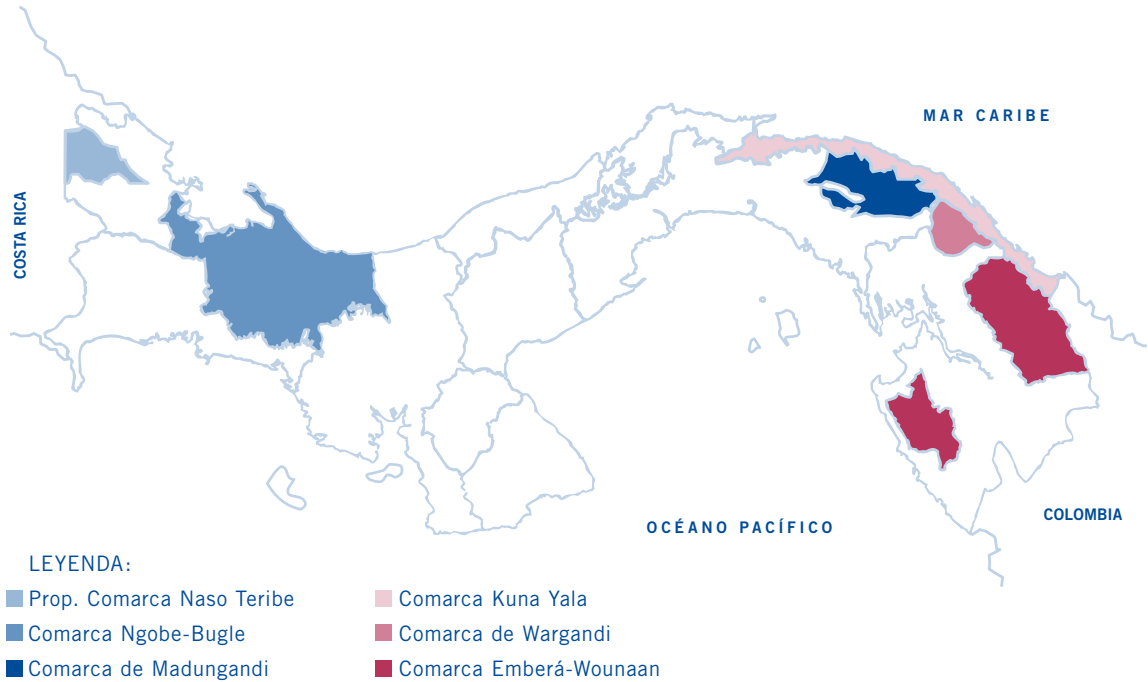 MAR CARIBE
COSTA RICA
OCÉANO PACÍFICO
COLOMBIA
LEYENDA:
Prop. Comarca Naso Teribe
Comarca Ngobe-Bugle
Comarca de Madungandi
Comarca Kuna Yala
Comarca de Wargandi
Comarca Emberá-Wounaan